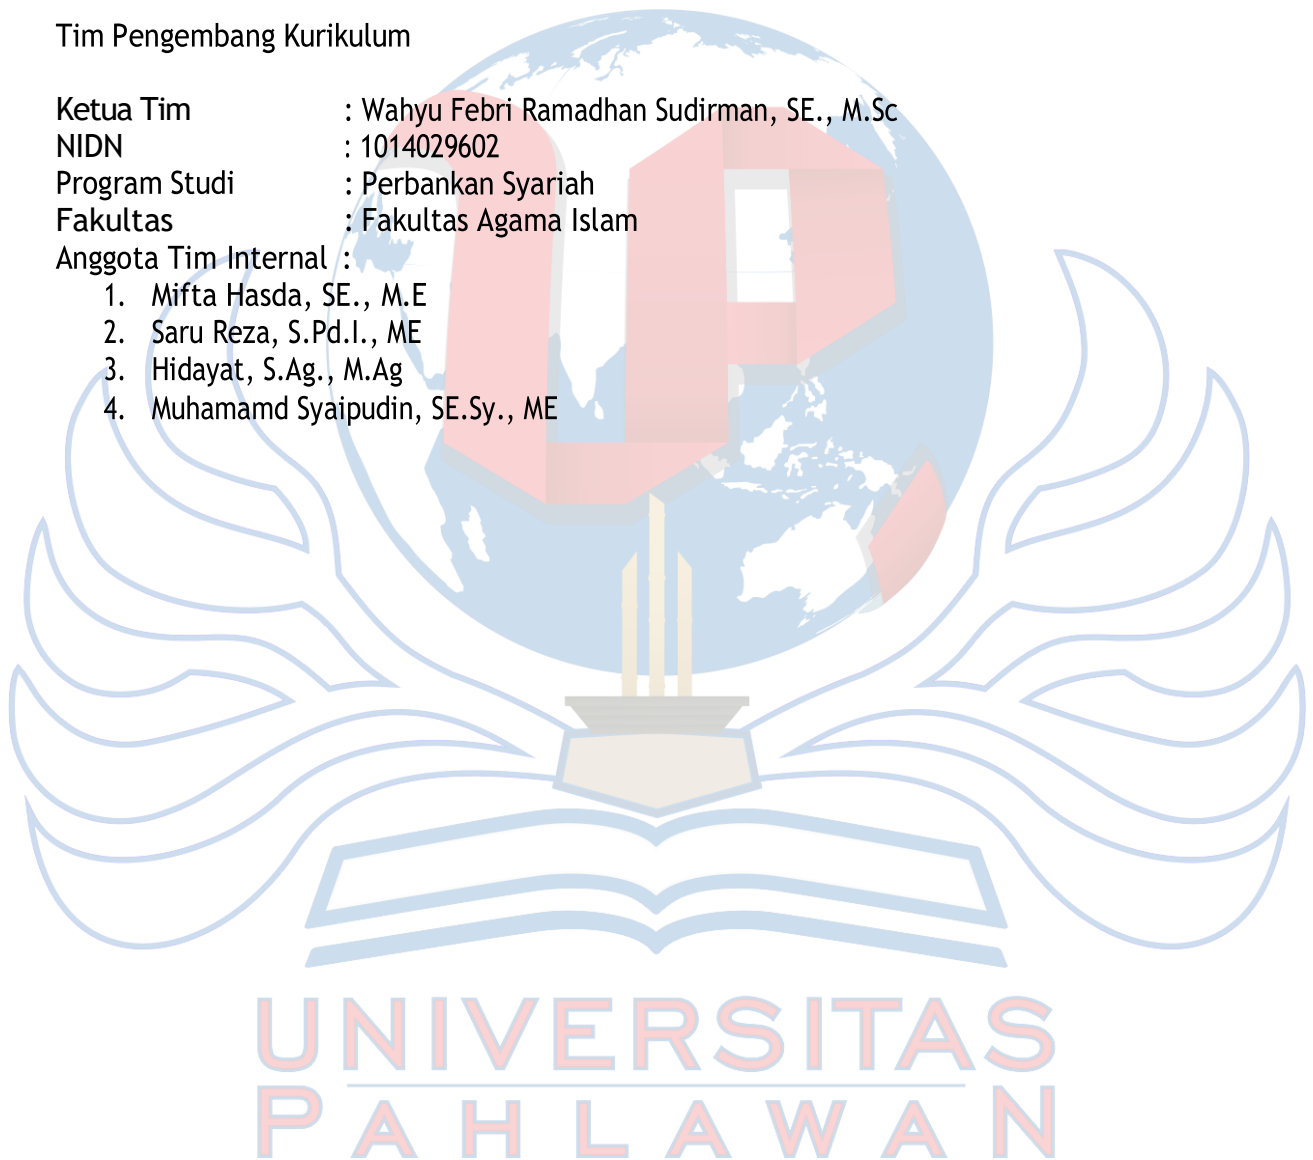 Tim Pengembang Kurikulum
Ketua Tim : Wahyu Febri Ramadhan Sudirman, SE., M.Sc
NIDN : 1014029602
Program Studi : Perbankan Syariah
Fakultas : Fakultas Agama Islam
Anggota Tim Internal :
1. Mifta Hasda, SE., M.E
2. Saru Reza, S.Pd.I., ME
3. Hidayat, S.Ag., M.Ag
4. Muhamamd Syaipudin, SE.Sy., ME
UP
UNIVERSITAS
PAHLAWAN